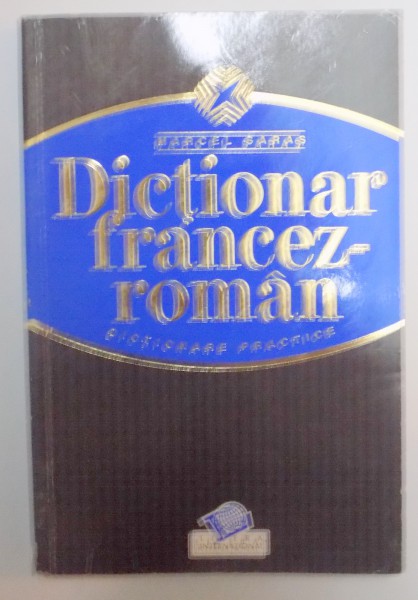 MARCEL SARAS
Dicționar
francez-
român
DICȚIONARE PRACTICE